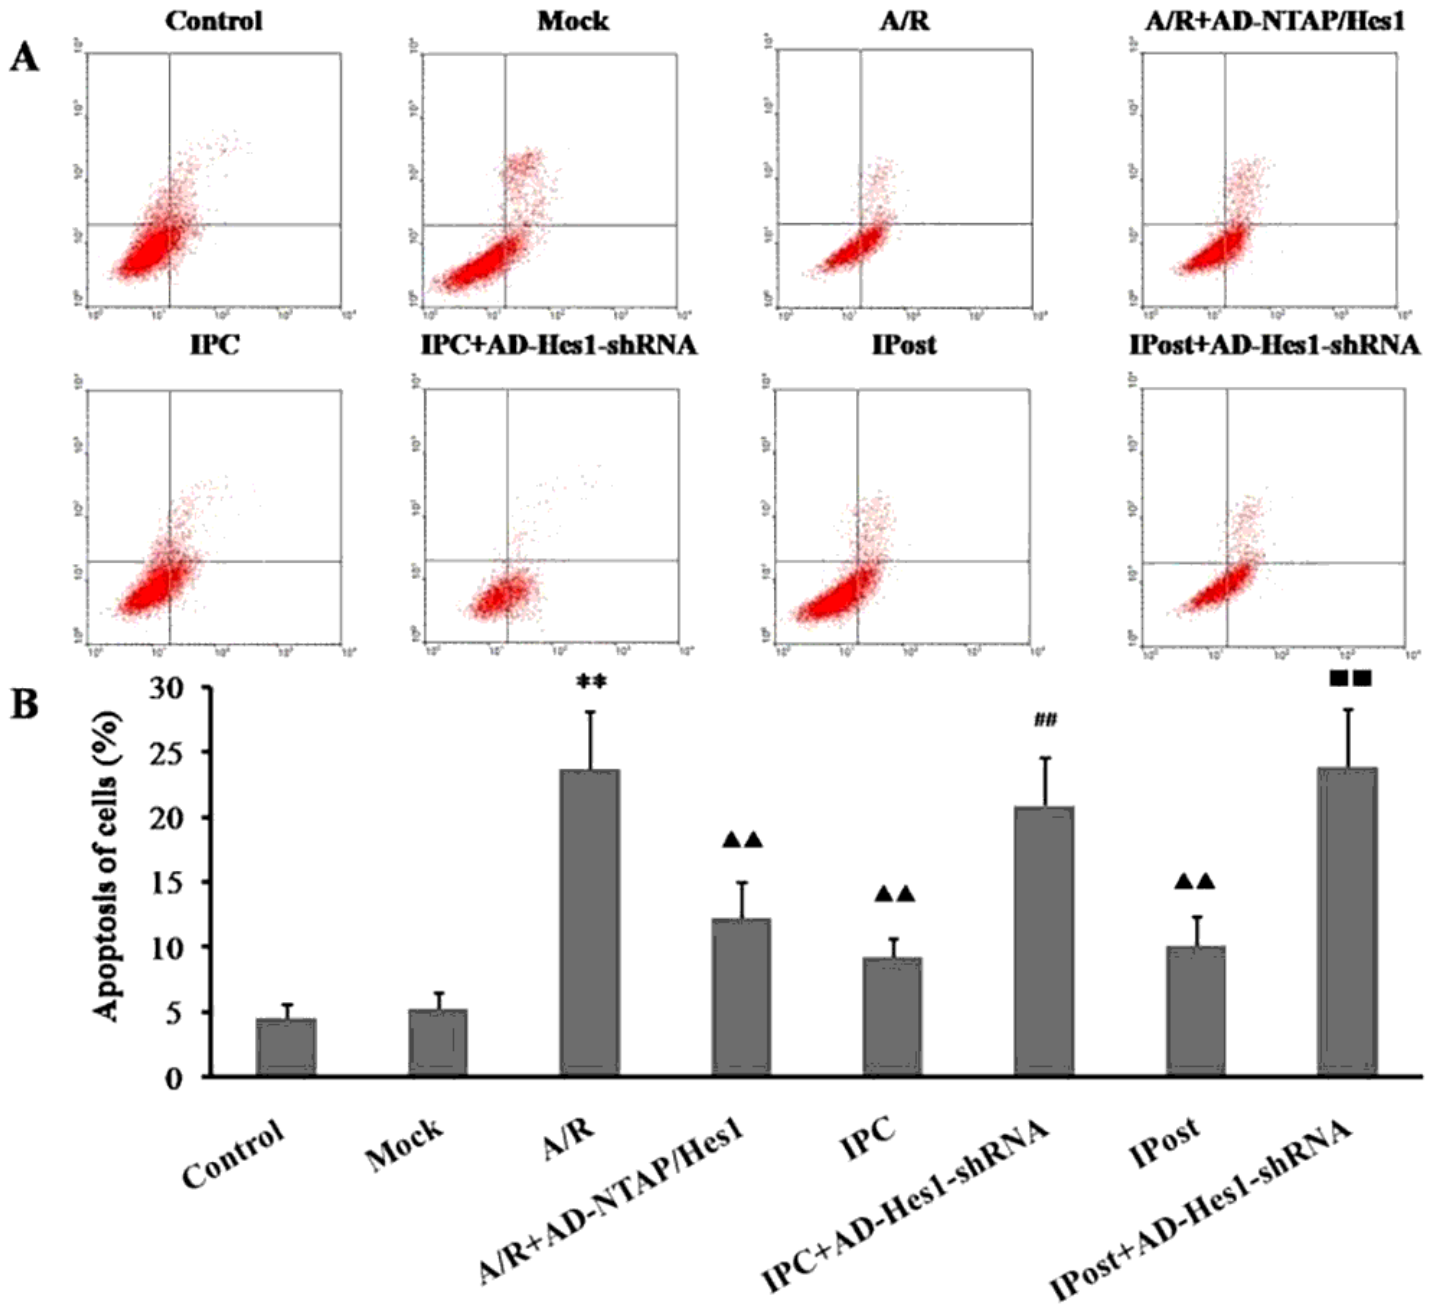 A
Control Mock A/R A/R+AD-NTAP/Hes1
IPC IPC+AD-Hes1-shRNA IPost IPost+AD-Hes1-shRNA
B
Apoptosis of cells (%)
30
25
20
15
10
5
0
**
▲▲
▲▲
##
▲▲
■■
Control
Mock
A/R
A/R+AD-NTAP/Hes1
IPC
IPC+AD-Hes1-shRNA
IPost
IPost+AD-Hes1-shRNA